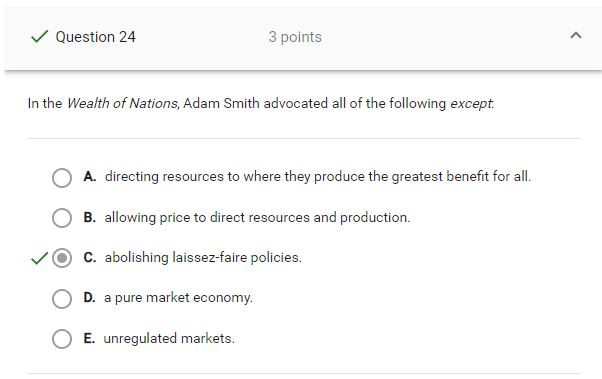 Question 24 3 points
In the Wealth of Nations, Adam Smith advocated all of the following except:
A. directing resources to where they produce the greatest benefit for all.
B. allowing price to direct resources and production.
C. abolishing laissez-faire policies.
D. a pure market economy.
E. unregulated markets.